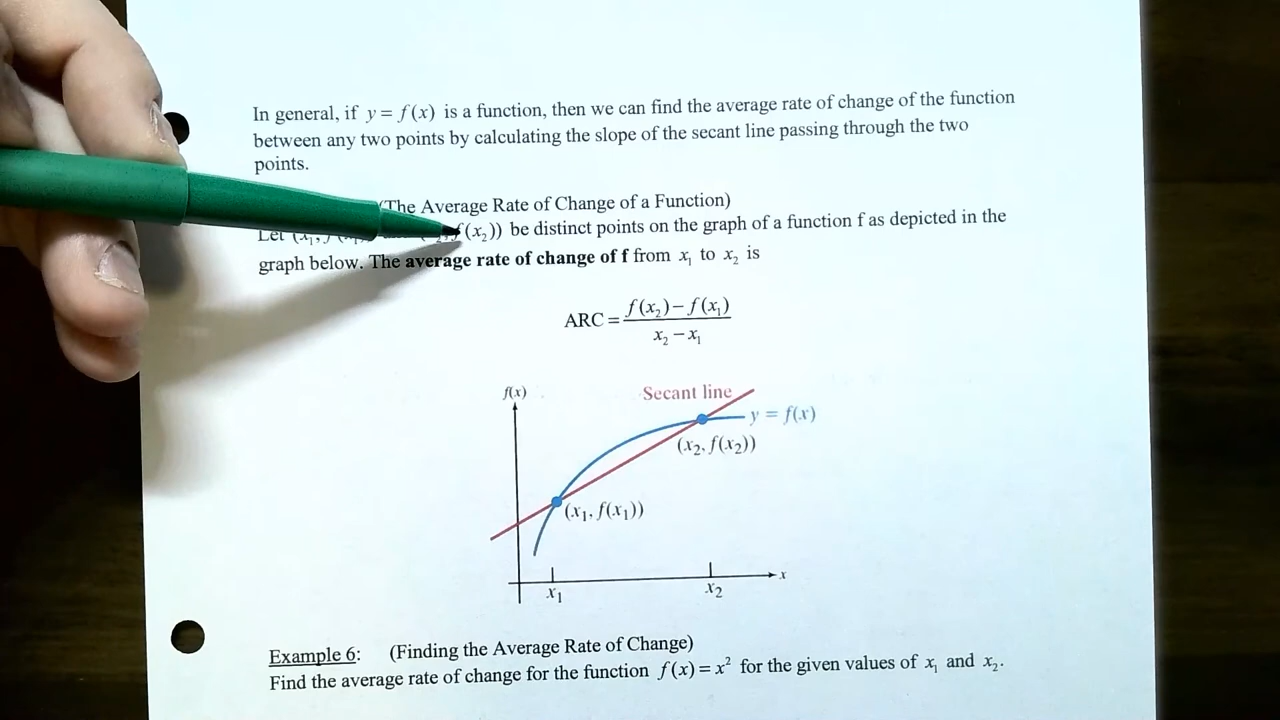 In general, if y = f(x) is a function, then we can find the average rate of change of the function
between any two points by calculating the slope of the secant line passing through the two
points.
(The Average Rate of Change of a Function)
Let f(x₂)) be distinct points on the graph of a function f as depicted in the
graph below. The average rate of change of f from x₁ to x₂ is
ARC = (f(x₂) − f(x₁)) / (x₂ − x₁)
f(x)
Secant line
y = f(x)
(x₂, f(x₂))
(x₁, f(x₁))
x
x₁ x₂
Example 6: (Finding the Average Rate of Change)
Find the average rate of change for the function f(x) = x² for the given values of x₁ and x₂.